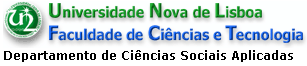 Universidade Nova de Lisboa
Faculdade de Ciências e Tecnologia
Departamento de Ciências Sociais Aplicadas